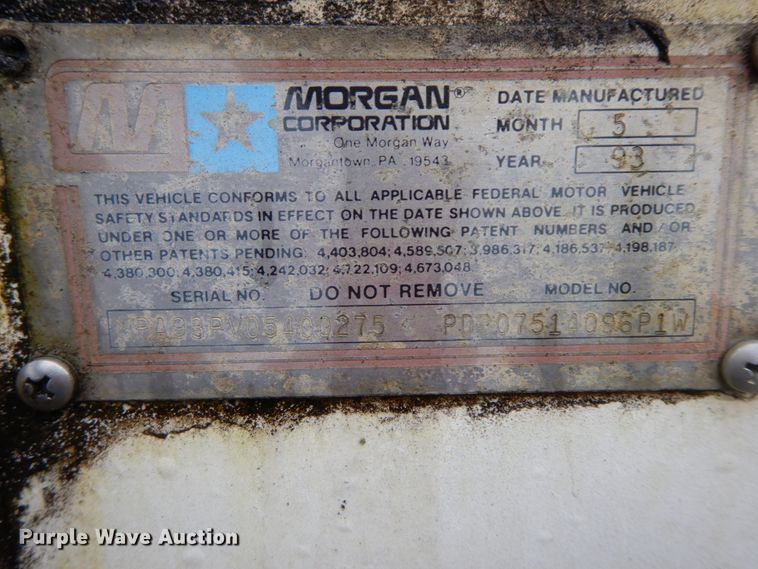 MORGAN®
CORPORATION
One Morgan Way
Morgantown, PA 19543
DATE MANUFACTURED
MONTH 5
YEAR 93
THIS VEHICLE CONFORMS TO ALL APPLICABLE FEDERAL MOTOR VEHICLE
SAFETY STANDARDS IN EFFECT ON THE DATE SHOWN ABOVE. IT IS PRODUCED
UNDER ONE OR MORE OF THE FOLLOWING PATENT NUMBERS AND/OR
OTHER PATENTS PENDING: 4,403,804; 4,589,507; 3,986,317; 4,186,537; 4,198,187;
4,380,300; 4,380,415; 4,242,032; 4,722,109; 4,673,048.
SERIAL NO. DO NOT REMOVE MODEL NO.
Purple Wave Auction